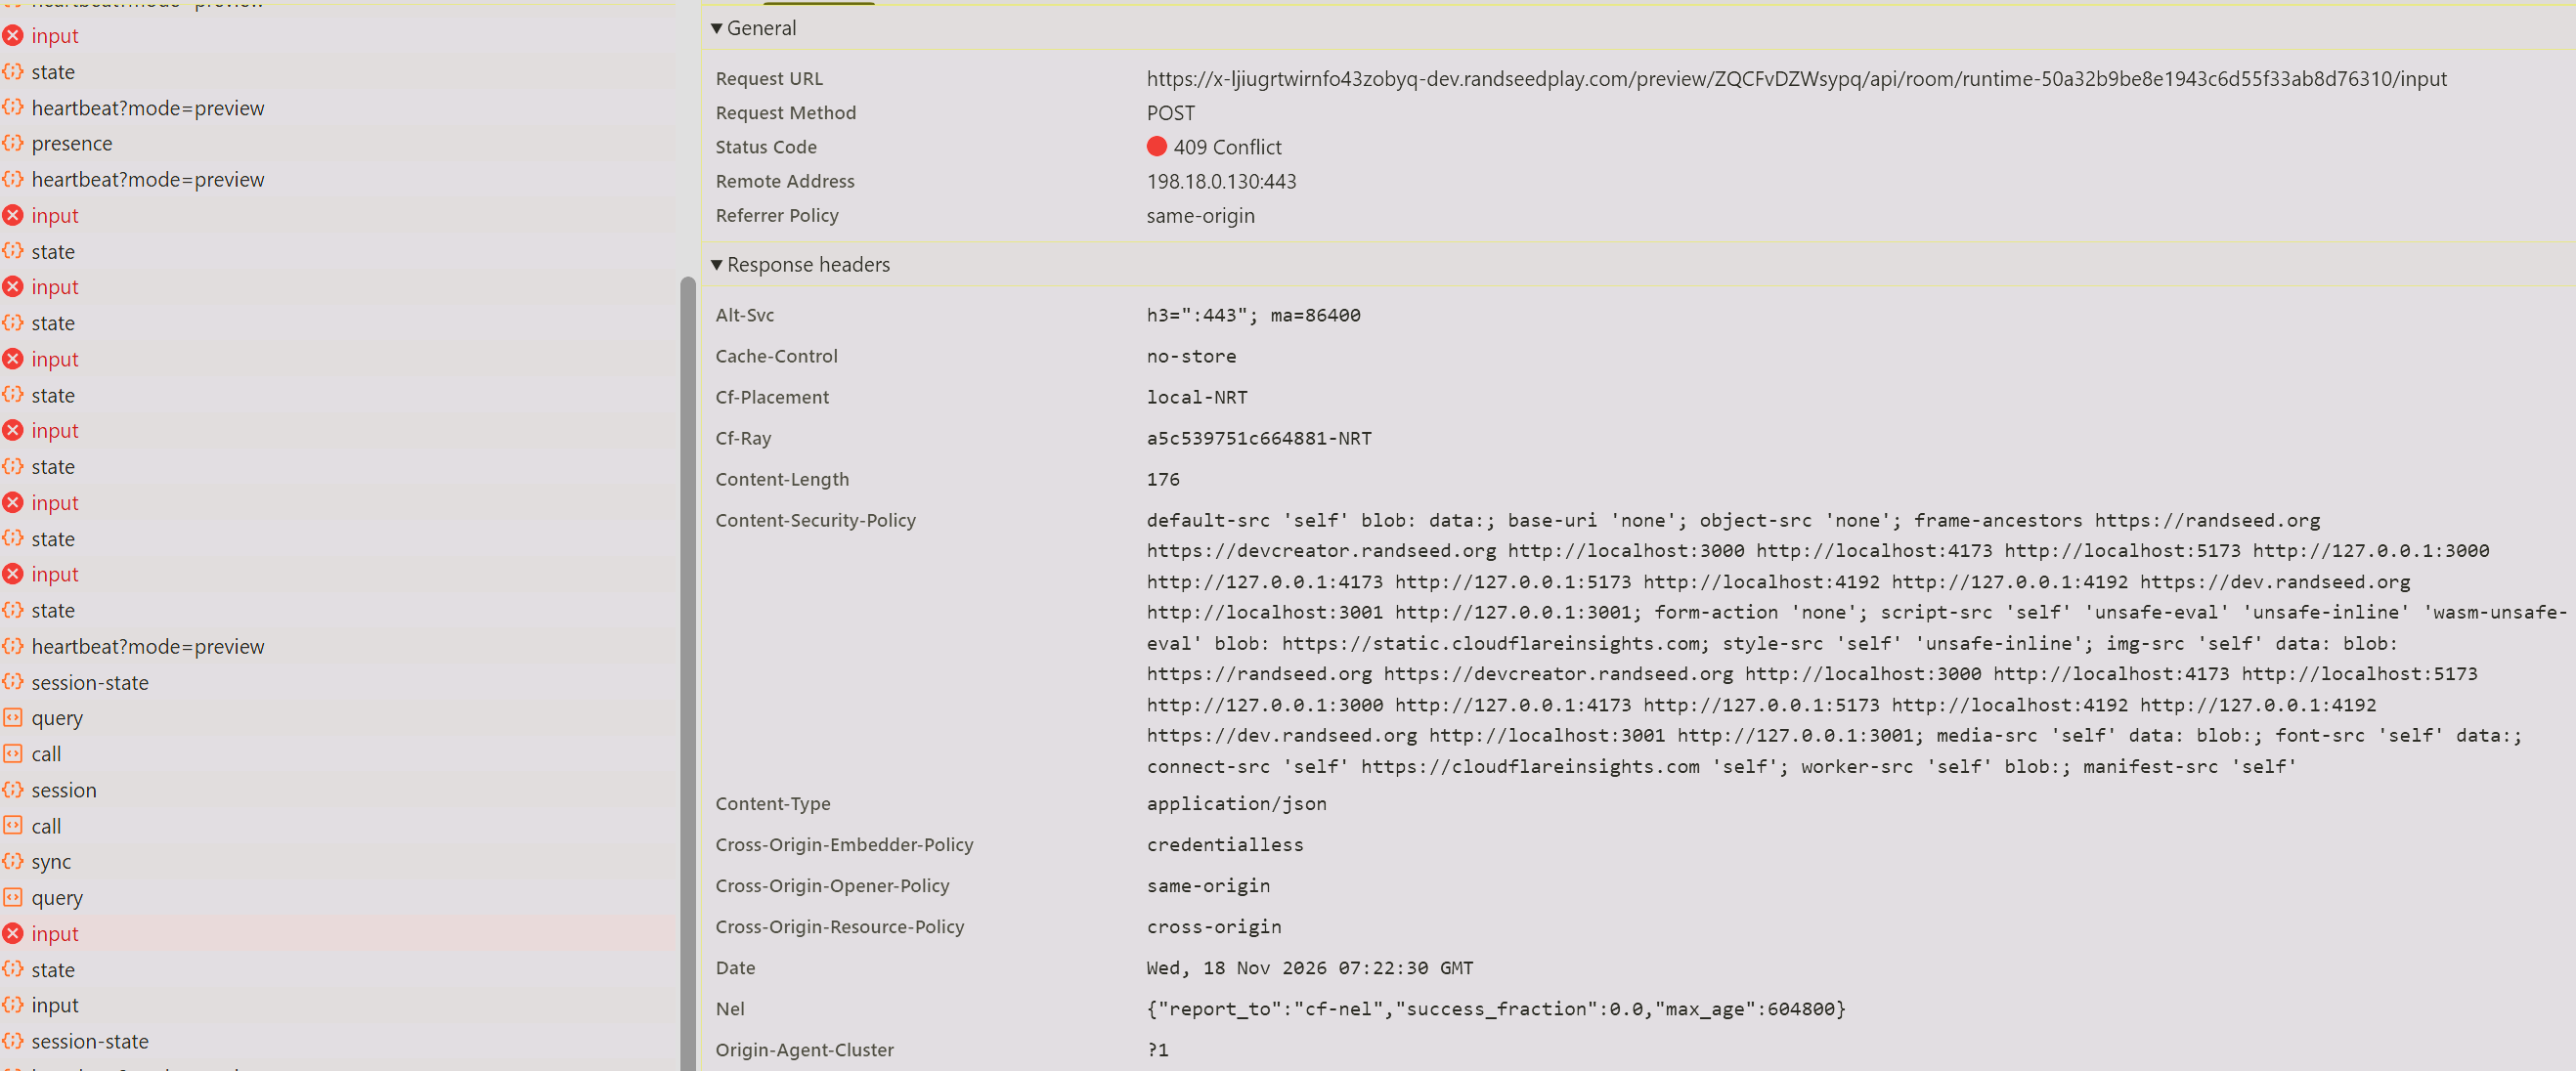 heartbeat?mode=preview
input
state
heartbeat?mode=preview
presence
heartbeat?mode=preview
input
state
input
state
input
state
input
state
input
state
input
state
heartbeat?mode=preview
session-state
query
call
session
call
sync
query
input
state
input
session-state
General
Request URL
https://x-ljiugrtwirnfo43zobyq-dev.randseedplay.com/preview/ZQCFvDZWsypq/api/room/runtime-50a32b9be8e1943c6d55f33ab8d76310/input
Request Method
POST
Status Code
409 Conflict
Remote Address
198.18.0.130:443
Referrer Policy
same-origin
Response headers
Alt-Svc
h3=":443"; ma=86400
Cache-Control
no-store
Cf-Placement
local-NRT
Cf-Ray
a5c539751c664881-NRT
Content-Length
176
Content-Security-Policy
default-src 'self' blob: data:; base-uri 'none'; object-src 'none'; frame-ancestors https://randseed.org
https://devcreator.randseed.org http://localhost:3000 http://localhost:4173 http://localhost:5173 http://127.0.0.1:3000
http://127.0.0.1:4173 http://127.0.0.1:5173 http://localhost:4192 http://127.0.0.1:4192 https://dev.randseed.org
http://localhost:3001 http://127.0.0.1:3001; form-action 'none'; script-src 'self' 'unsafe-eval' 'unsafe-inline' 'wasm-unsafe-
eval' blob: https://static.cloudflareinsights.com; style-src 'self' 'unsafe-inline'; img-src 'self' data: blob:
https://randseed.org https://devcreator.randseed.org http://localhost:3000 http://localhost:4173 http://localhost:5173
http://127.0.0.1:3000 http://127.0.0.1:4173 http://127.0.0.1:5173 http://localhost:4192 http://127.0.0.1:4192
https://dev.randseed.org http://localhost:3001 http://127.0.0.1:3001; media-src 'self' data: blob:; font-src 'self' data:;
connect-src 'self' https://cloudflareinsights.com 'self'; worker-src 'self' blob:; manifest-src 'self'
Content-Type
application/json
Cross-Origin-Embedder-Policy
credentialless
Cross-Origin-Opener-Policy
same-origin
Cross-Origin-Resource-Policy
cross-origin
Date
Wed, 18 Nov 2026 07:22:30 GMT
Nel
{"report_to":"cf-nel","success_fraction":0.0,"max_age":604800}
Origin-Agent-Cluster
?1